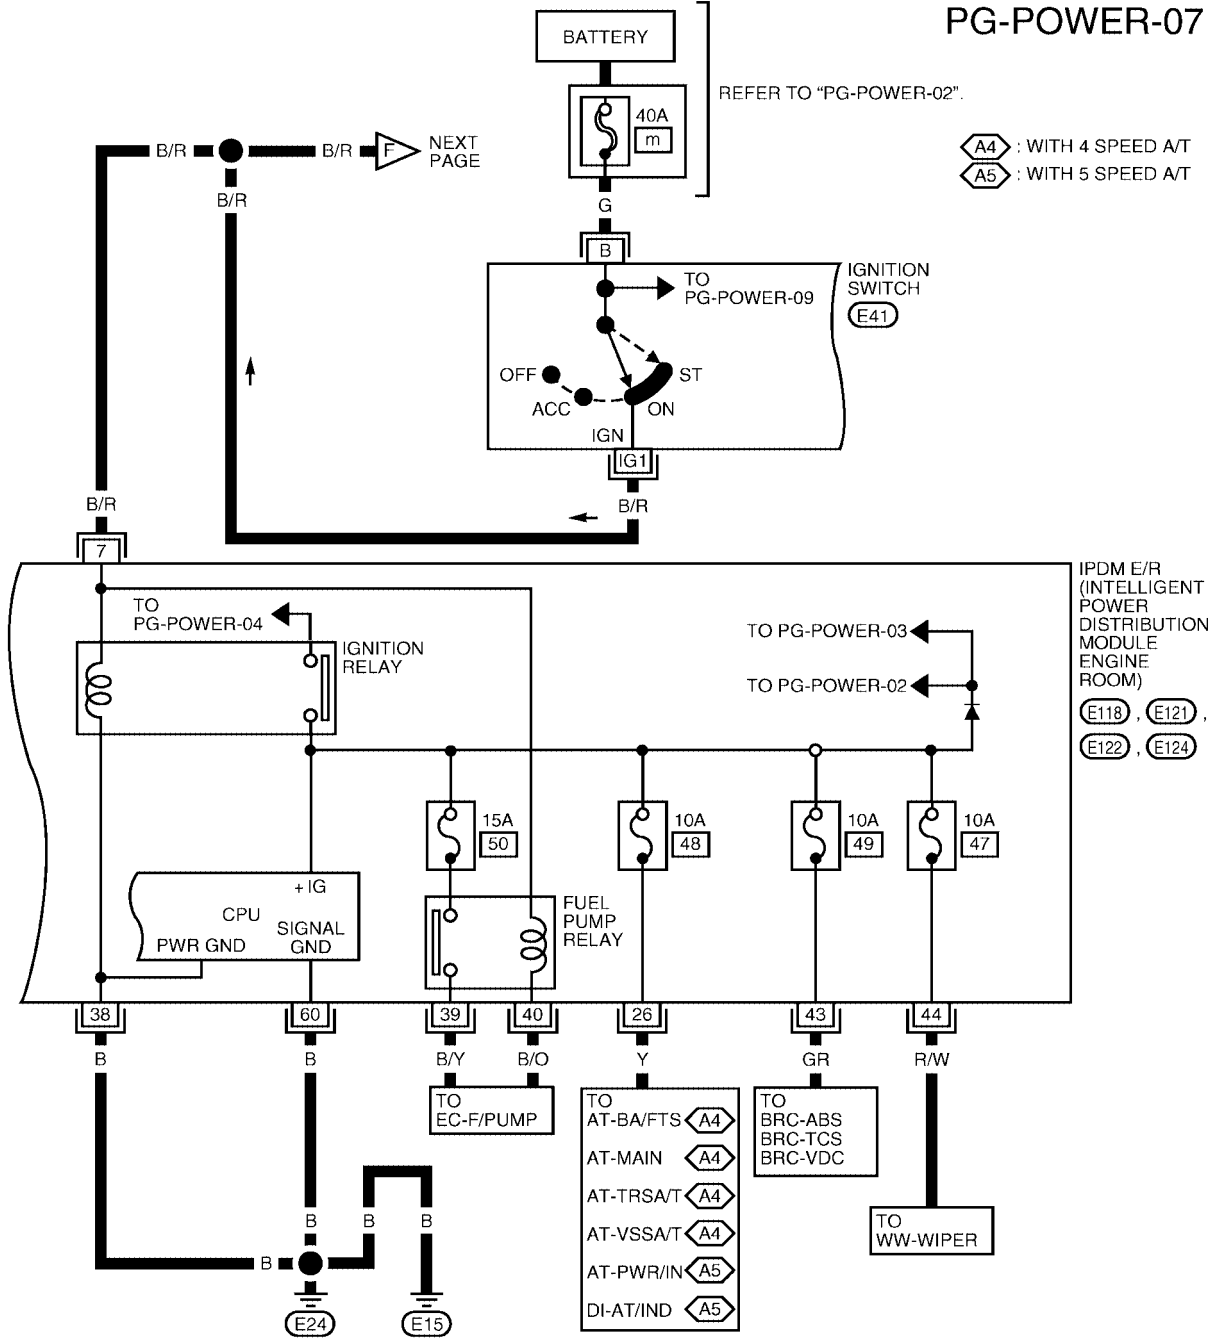 PG-POWER-07
BATTERY
REFER TO “PG-POWER-02”.
40A
m
A4 : WITH 4 SPEED A/T
A5 : WITH 5 SPEED A/T
B/R
B/R
F
NEXT
PAGE
B/R
G
B
TO
PG-POWER-09
IGNITION
SWITCH
E41
OFF
ACC
ST
ON
IGN
IG1
B/R
B/R
7
IPDM E/R
(INTELLIGENT
POWER
DISTRIBUTION
MODULE
ENGINE
ROOM)
E118 , E121 ,
E122 , E124
TO
PG-POWER-04
IGNITION
RELAY
TO PG-POWER-03
TO PG-POWER-02
15A
50
10A
48
10A
49
10A
47
+ IG
CPU
SIGNAL
GND
PWR GND
FUEL
PUMP
RELAY
38
60
39
40
26
43
44
B
B
B/Y
B/O
Y
GR
R/W
TO
EC-F/PUMP
TO
AT-BA/FTS A4
AT-MAIN A4
AT-TRSA/T A4
AT-VSSA/T A4
AT-PWR/IN A5
DI-AT/IND A5
TO
BRC-ABS
BRC-TCS
BRC-VDC
TO
WW-WIPER
B
B
B
B
E24
E15